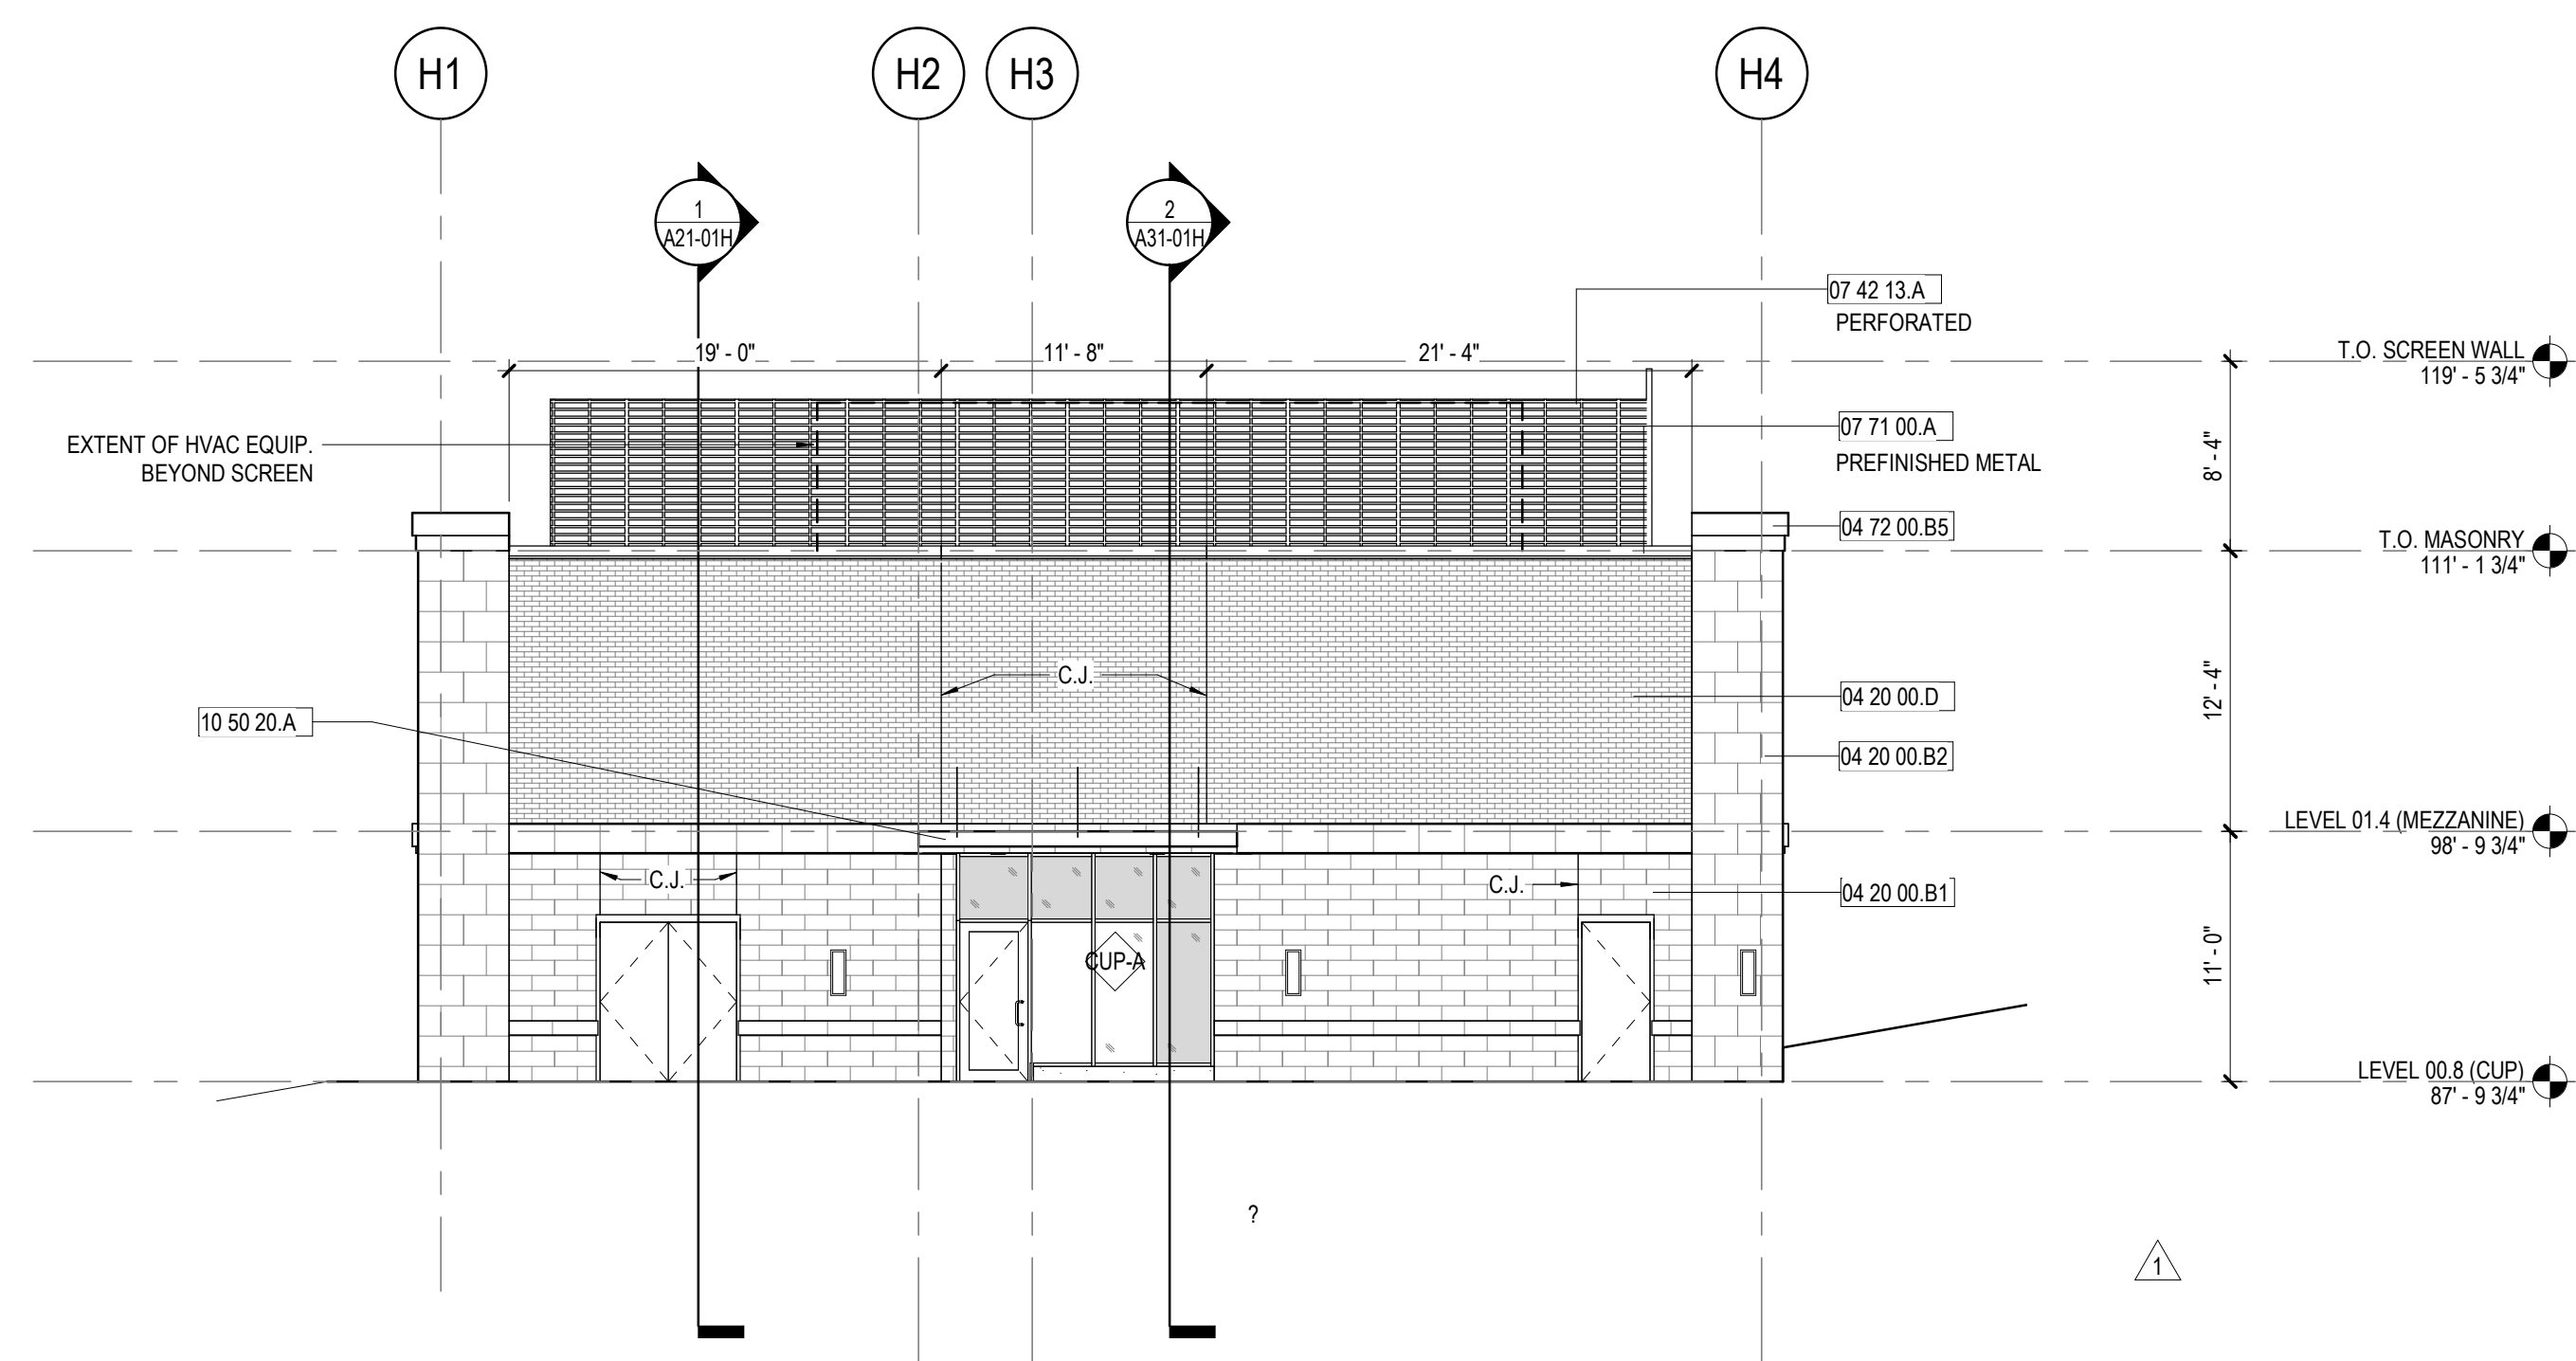 H1
H2
H3
H4
1
A21-01H
2
A31-01H
07 42 13.A
PERFORATED
19' - 0"
11' - 8"
21' - 4"
T.O. SCREEN WALL
119' - 5 3/4"
EXTENT OF HVAC EQUIP.
BEYOND SCREEN
07 71 00.A
PREFINISHED METAL
8' - 4"
04 72 00.B5
T.O. MASONRY
111' - 1 3/4"
C.J.
04 20 00.D
12' - 4"
10 50 20.A
04 20 00.B2
LEVEL 01.4 (MEZZANINE)
98' - 9 3/4"
C.J.
C.J.
04 20 00.B1
CUP-A
11' - 0"
LEVEL 00.8 (CUP)
87' - 9 3/4"
?
1